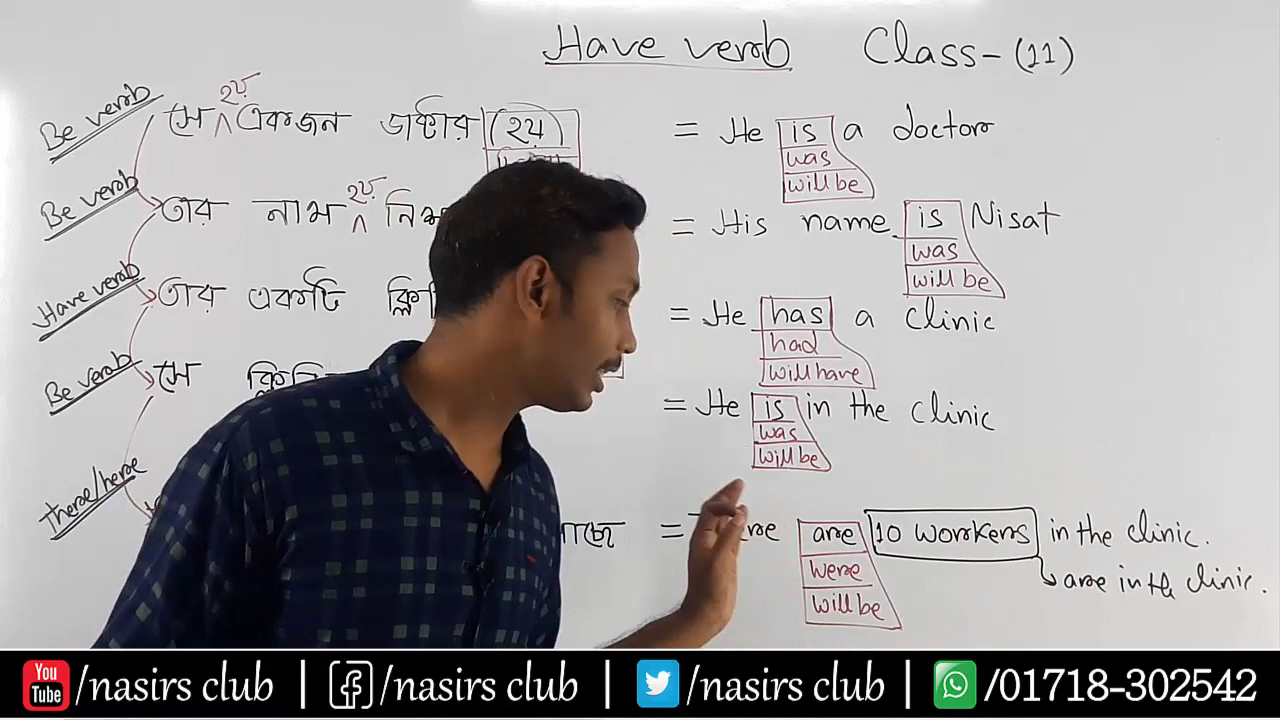 Have verb Class-(11)
Be verb সে হয় একজন ডাক্টার (হয়) = He is a doctor
was
will be
Be verb তার নাম হয় = His name is Nisat
was
will be
Have verb তার একটি = He has a clinic
had
will have
Be verb সে = He is in the clinic
was
will be
there/here = are 10 workers in the clinic.
were are in the clinic.
will be
You Tube /nasirs club | f /nasirs club | /nasirs club | /01718-302542